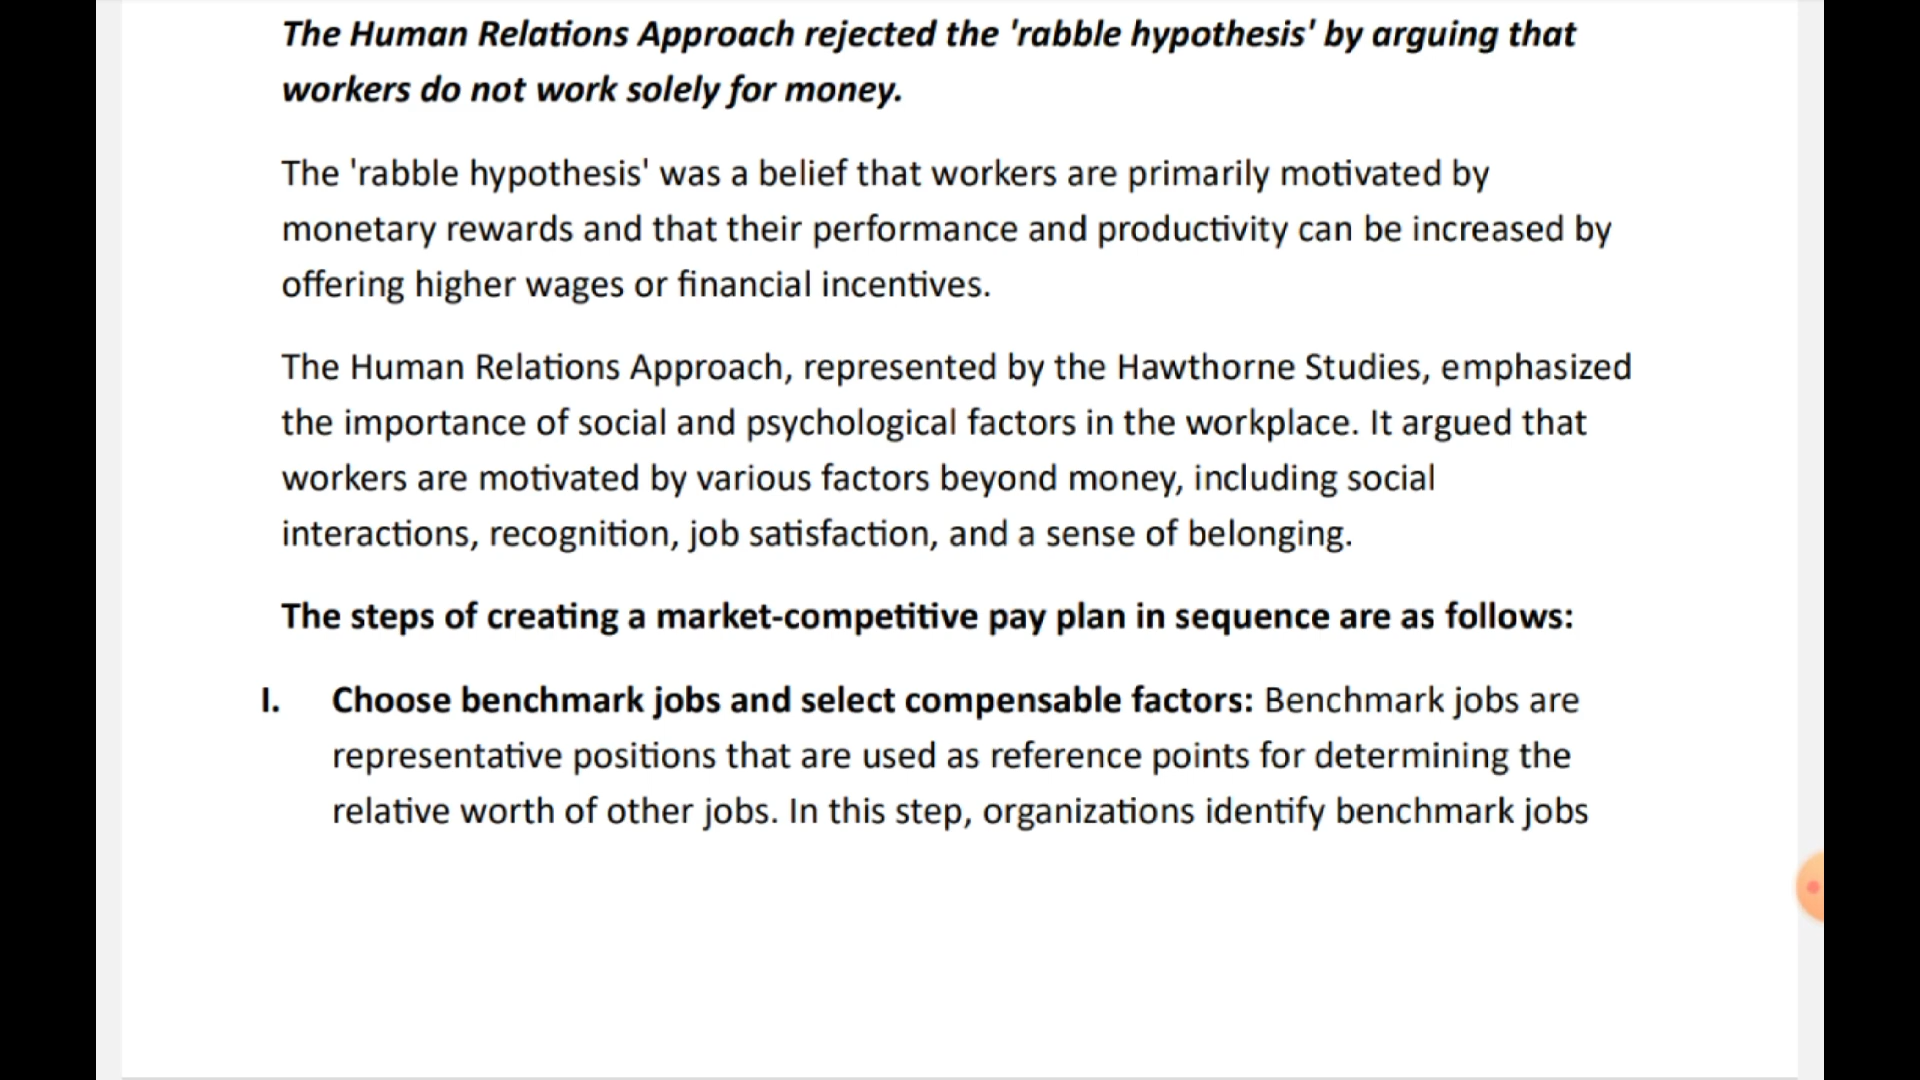 The Human Relations Approach rejected the 'rabble hypothesis' by arguing that
workers do not work solely for money.
The 'rabble hypothesis' was a belief that workers are primarily motivated by
monetary rewards and that their performance and productivity can be increased by
offering higher wages or financial incentives.
The Human Relations Approach, represented by the Hawthorne Studies, emphasized
the importance of social and psychological factors in the workplace. It argued that
workers are motivated by various factors beyond money, including social
interactions, recognition, job satisfaction, and a sense of belonging.
The steps of creating a market-competitive pay plan in sequence are as follows:
I. Choose benchmark jobs and select compensable factors: Benchmark jobs are
representative positions that are used as reference points for determining the
relative worth of other jobs. In this step, organizations identify benchmark jobs